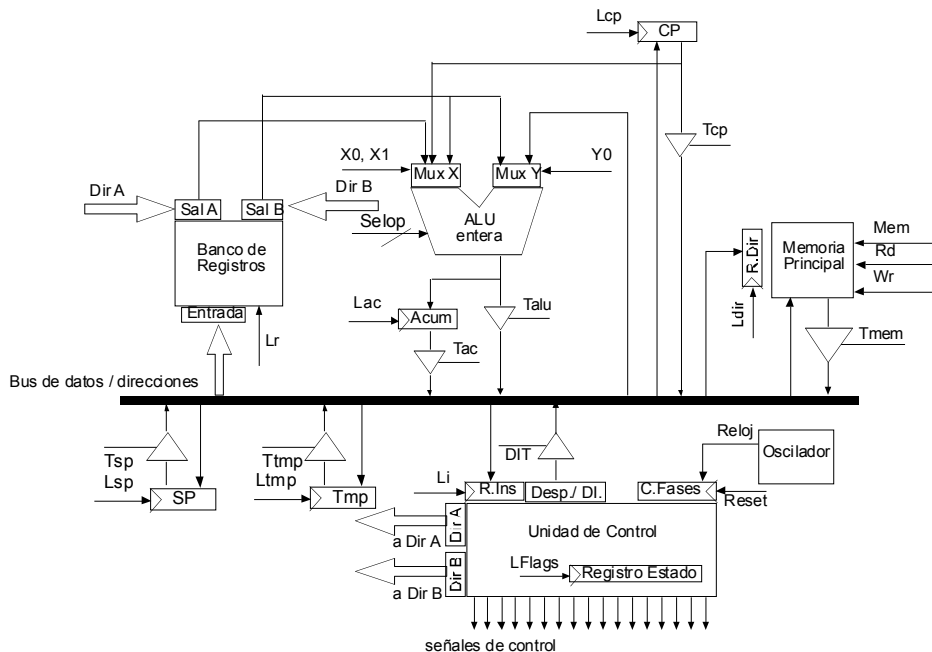 Lcp
CP
Tcp
X0, X1
Mux X
Mux Y
Y0
Dir A
Sal A
Sal B
Dir B
Selop
ALU
entera
Banco de
Registros
Entrada
Lr
Lac
Acum
Talu
Tac
R.Dir
Ldir
Memoria
Principal
Mem
Rd
Wr
Tmem
Bus de datos / direcciones
Tsp
Lsp
SP
Ttmp
Ltmp
Tmp
DIT
Li
R.Ins
Desp./ DI.
Reloj
Oscilador
C.Fases
Reset
Dir A
a Dir A
Dir B
a Dir B
Unidad de Control
LFlags
Registro Estado
señales de control